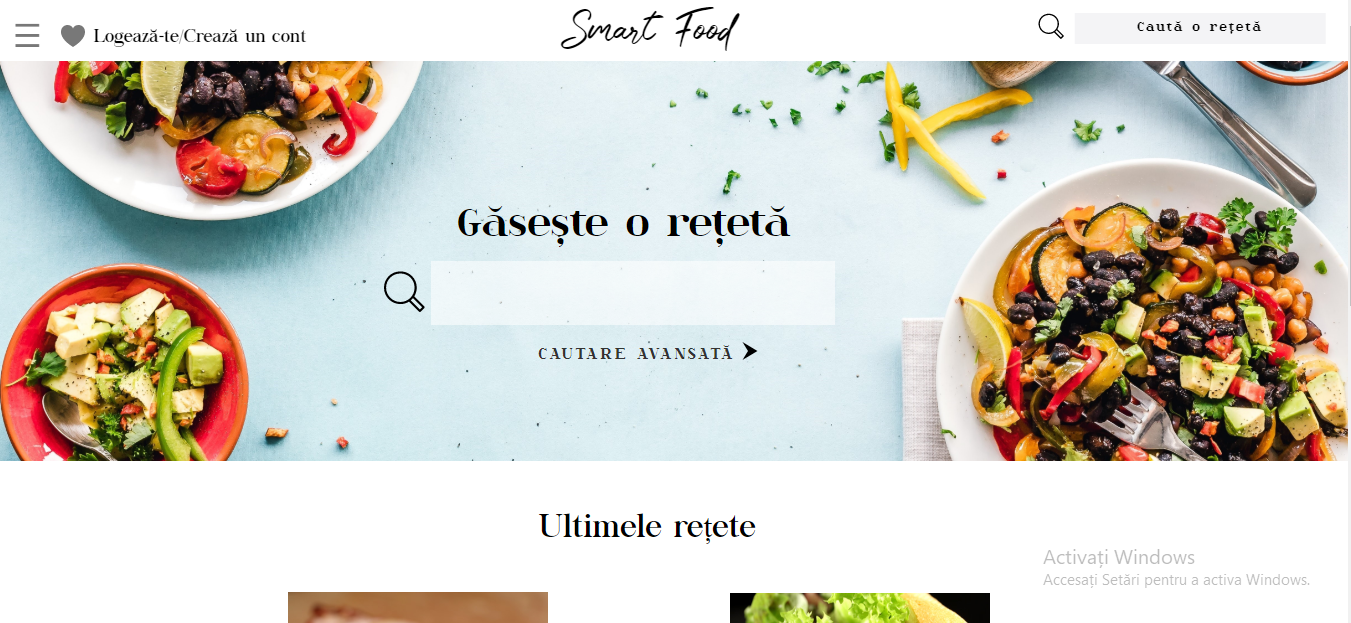 Logează-te/Crează un cont
Smart Food
Caută o rețetă
Găsește o rețetă
CAUTARE AVANSATĂ
Ultimele rețete
Activați Windows
Accesați Setări pentru a activa Windows.